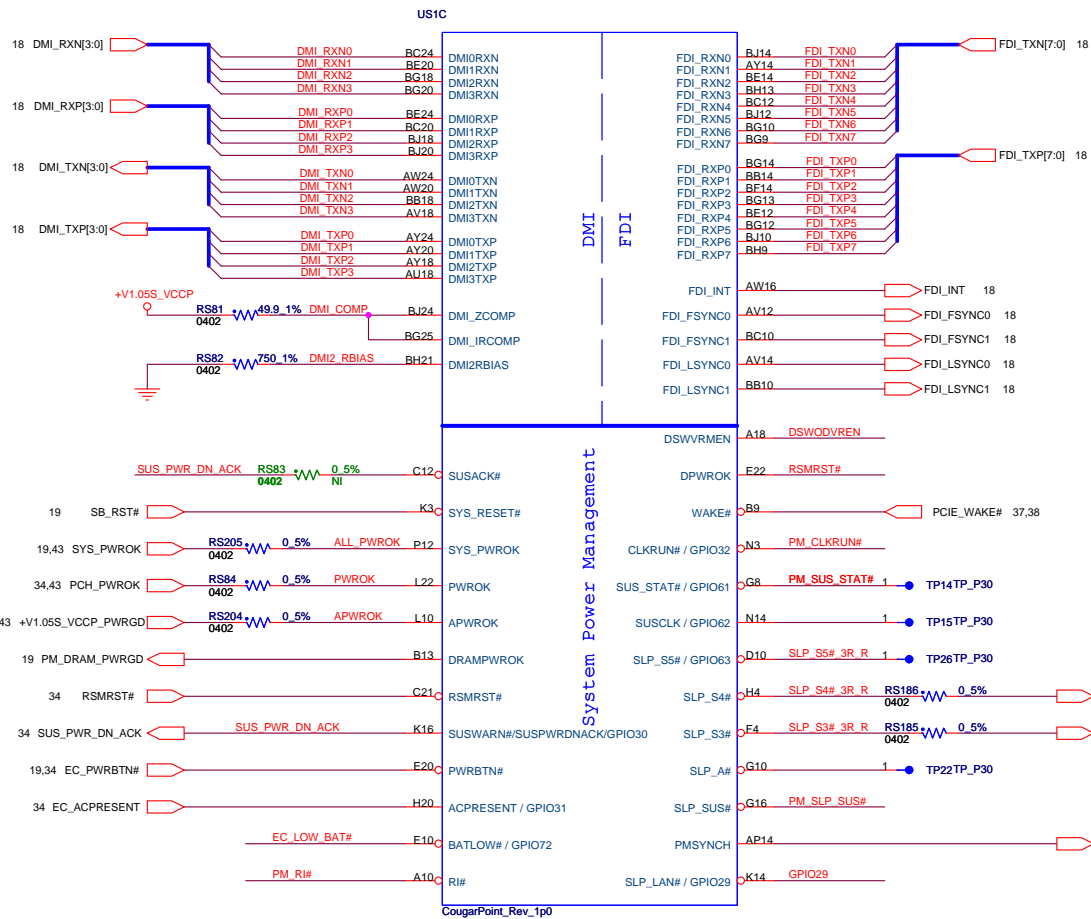 US1C
18 DMI_RXN[3:0]
DMI_RXN0 BC24 DMI0RXN
DMI_RXN1 BE20 DMI1RXN
DMI_RXN2 BG18 DMI2RXN
DMI_RXN3 BG20 DMI3RXN
18 DMI_RXP[3:0]
DMI_RXP0 BE24 DMI0RXP
DMI_RXP1 BC20 DMI1RXP
DMI_RXP2 BJ18 DMI2RXP
DMI_RXP3 BJ20 DMI3RXP
18 DMI_TXN[3:0]
DMI_TXN0 AW24 DMI0TXN
DMI_TXN1 AW20 DMI1TXN
DMI_TXN2 BB18 DMI2TXN
DMI_TXN3 AV18 DMI3TXN
18 DMI_TXP[3:0]
DMI_TXP0 AY24 DMI0TXP
DMI_TXP1 AY20 DMI1TXP
DMI_TXP2 AY18 DMI2TXP
DMI_TXP3 AU18 DMI3TXP
+V1.05S_VCCP
RS81 49.9_1% DMI_COMP BJ24 DMI_ZCOMP
0402
BG25 DMI_IRCOMP
RS82 750_1% DMI2_RBIAS BH21 DMI2RBIAS
0402
DMI
FDI
FDI_RXN0 BJ14 FDI_TXN0
FDI_RXN1 AY14 FDI_TXN1
FDI_RXN2 BE14 FDI_TXN2
FDI_RXN3 BH13 FDI_TXN3
FDI_RXN4 BC12 FDI_TXN4
FDI_RXN5 BJ12 FDI_TXN5
FDI_RXN6 BG10 FDI_TXN6
FDI_RXN7 BG9 FDI_TXN7
FDI_TXN[7:0] 18
FDI_RXP0 BG14 FDI_TXP0
FDI_RXP1 BB14 FDI_TXP1
FDI_RXP2 BF14 FDI_TXP2
FDI_RXP3 BG13 FDI_TXP3
FDI_RXP4 BE12 FDI_TXP4
FDI_RXP5 BG12 FDI_TXP5
FDI_RXP6 BJ10 FDI_TXP6
FDI_RXP7 BH9 FDI_TXP7
FDI_TXP[7:0] 18
FDI_INT AW16 FDI_INT 18
FDI_FSYNC0 AV12 FDI_FSYNC0 18
FDI_FSYNC1 BC10 FDI_FSYNC1 18
FDI_LSYNC0 AV14 FDI_LSYNC0 18
FDI_LSYNC1 BB10 FDI_LSYNC1 18
System Power Management
SUS_PWR_DN_ACK RS83 0_5% C12 SUSACK#
0402 NI
19 SB_RST# K3 SYS_RESET#
19,43 SYS_PWROK RS205 0_5% ALL_PWROK P12 SYS_PWROK
0402
34,43 PCH_PWROK RS84 0_5% PWROK L22 PWROK
0402
43 +V1.05S_VCCP_PWRGD RS204 0_5% APWROK L10 APWROK
0402
19 PM_DRAM_PWRGD B13 DRAMPWROK
34 RSMRST# C21 RSMRST#
34 SUS_PWR_DN_ACK SUS_PWR_DN_ACK K16 SUSWARN#/SUSPWRDNACK/GPIO30
19,34 EC_PWRBTN# E20 PWRBTN#
34 EC_ACPRESENT H20 ACPRESENT / GPIO31
EC_LOW_BAT# E10 BATLOW# / GPIO72
PM_RI# A10 RI#
DSWVRMEN A18 DSWODVREN
DPWROK E22 RSMRST#
WAKE# B9 PCIE_WAKE# 37,38
CLKRUN# / GPIO32 N3 PM_CLKRUN#
SUS_STAT# / GPIO61 G8 PM_SUS_STAT# 1 TP14TP_P30
SUSCLK / GPIO62 N14 1 TP15TP_P30
SLP_S5# / GPIO63 D10 SLP_S5#_3R_R 1 TP26TP_P30
SLP_S4# H4 SLP_S4#_3R_R RS186 0_5%
0402
SLP_S3# F4 SLP_S3#_3R_R RS185 0_5%
0402
SLP_A# G10 1 TP22TP_P30
SLP_SUS# G16 PM_SLP_SUS#
PMSYNCH AP14
SLP_LAN# / GPIO29 K14 GPIO29
CougarPoint_Rev_1p0